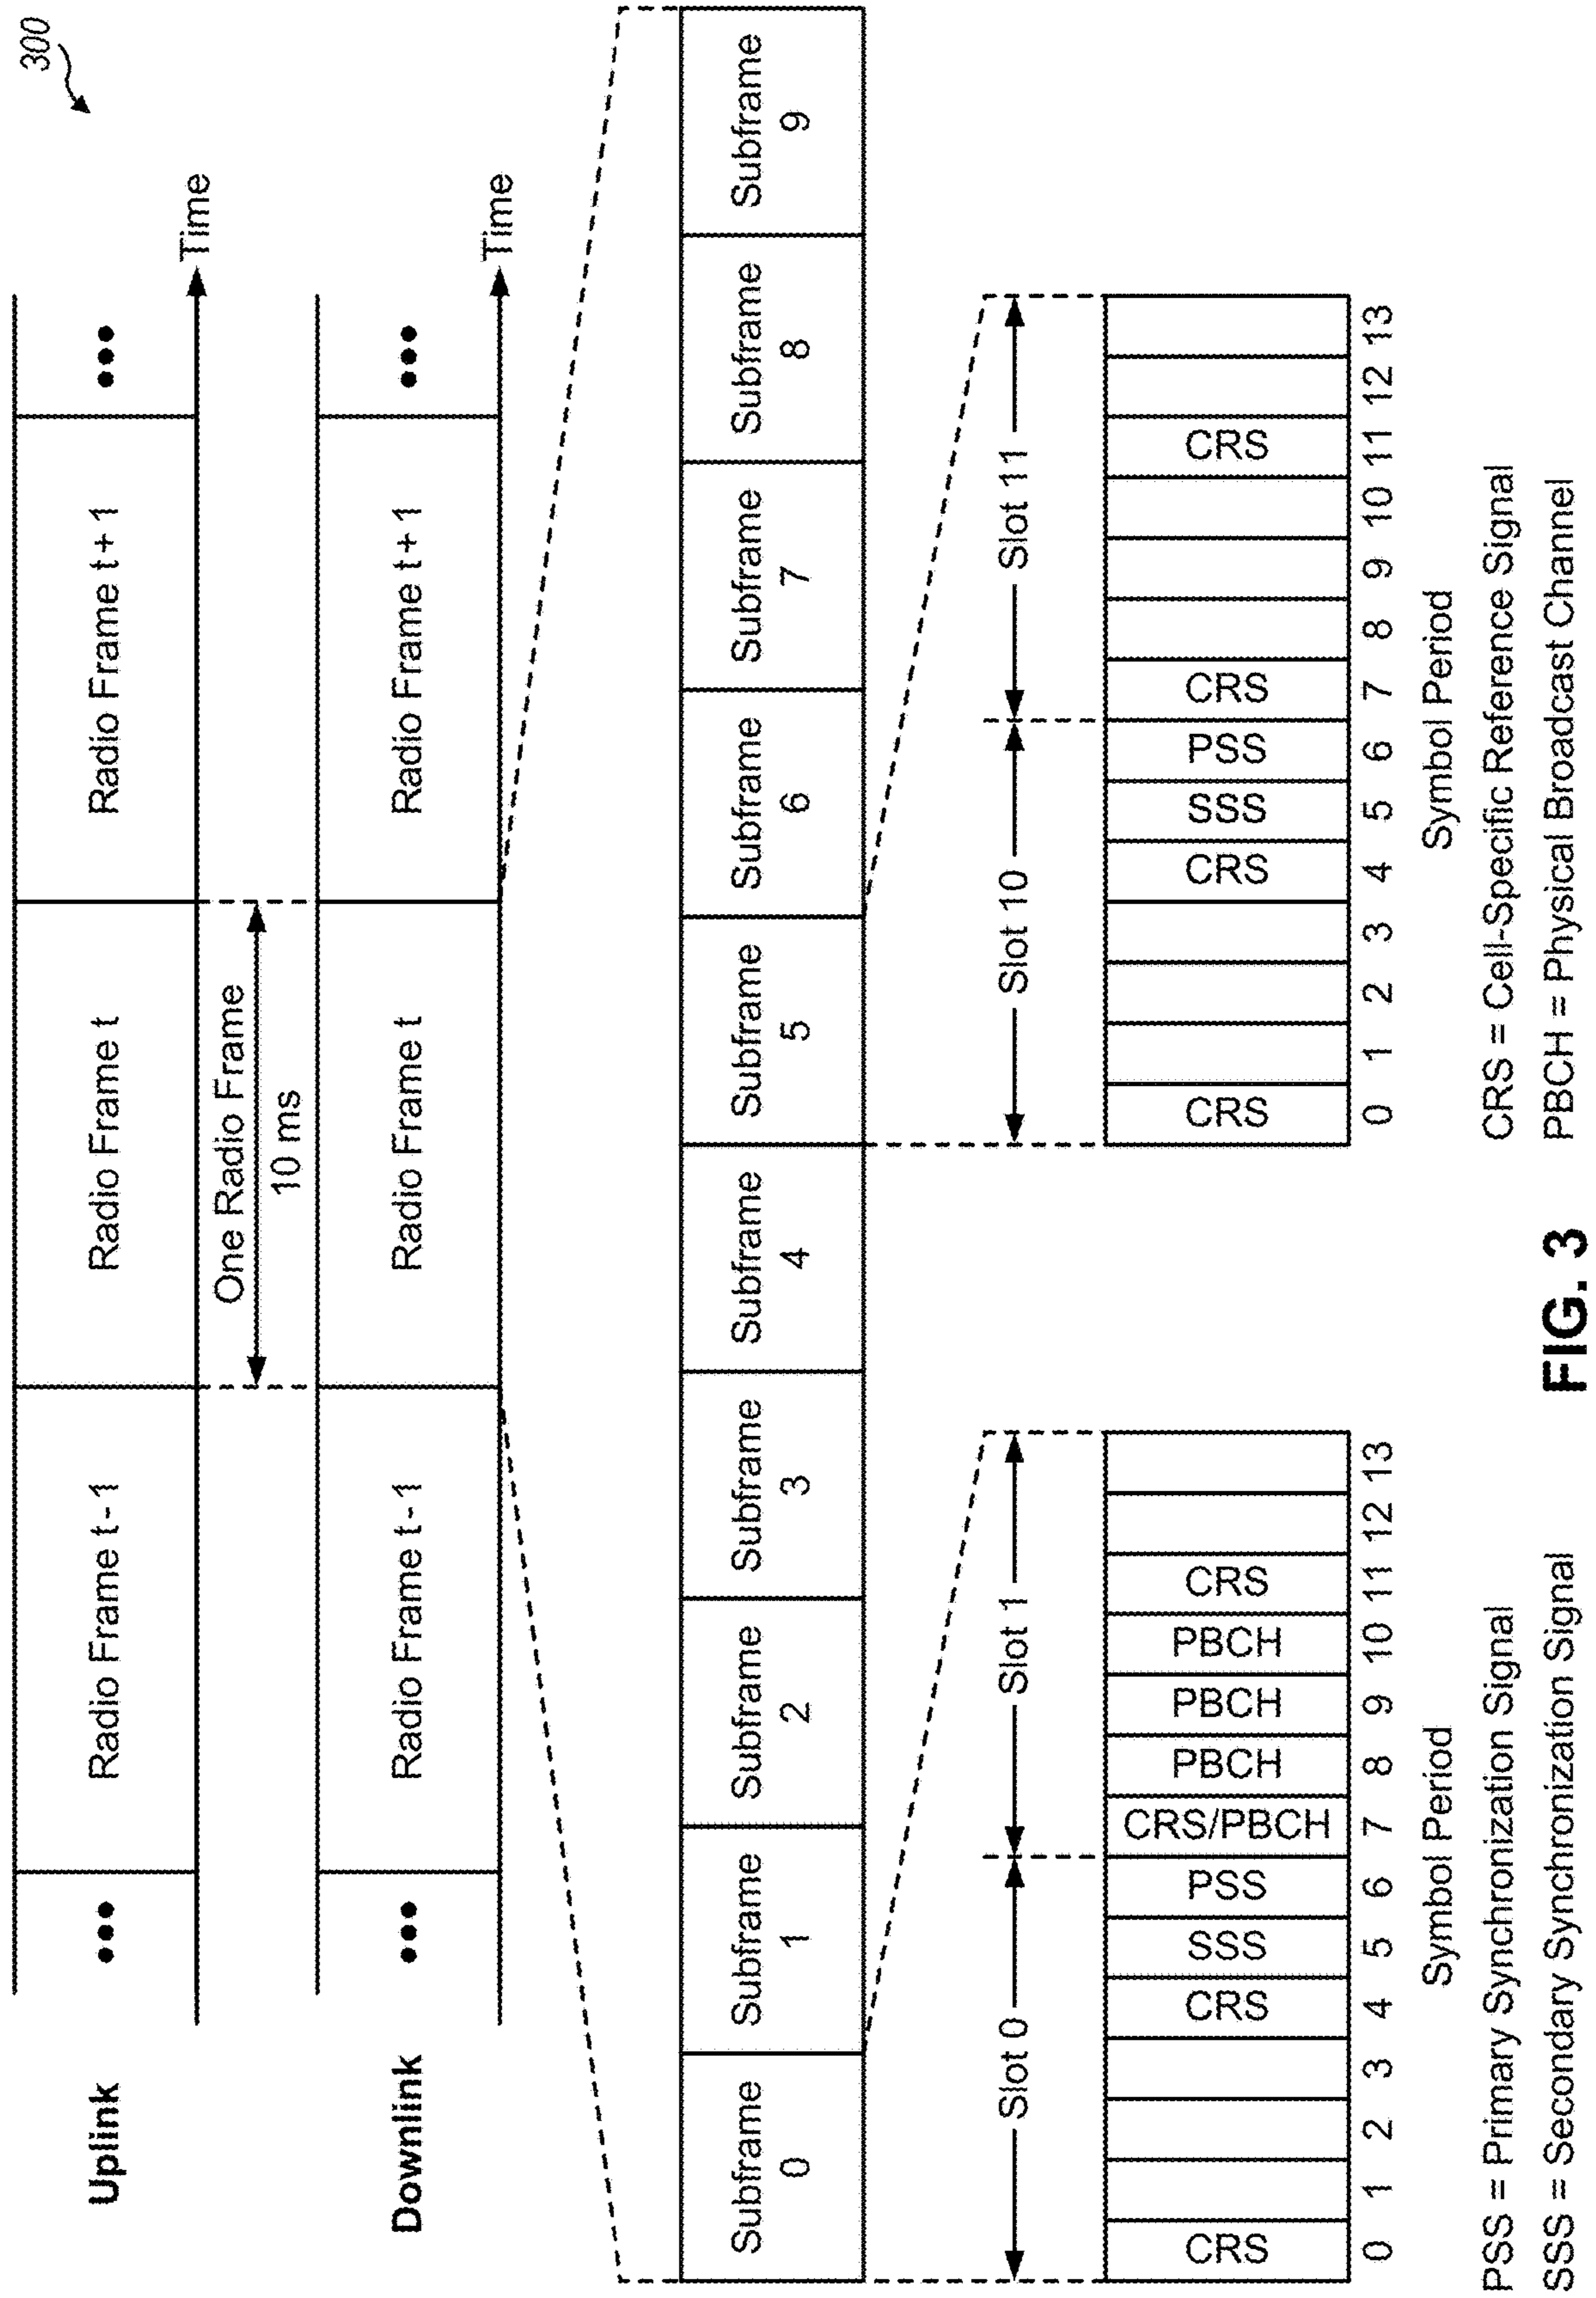 300
Uplink
••• Radio Frame t - 1 Radio Frame t Radio Frame t + 1 •••
Time
One Radio Frame
10 ms
Downlink
••• Radio Frame t - 1 Radio Frame t Radio Frame t + 1 •••
Time
Subframe 0 Subframe 1 Subframe 2 Subframe 3 Subframe 4 Subframe 5 Subframe 6 Subframe 7 Subframe 8 Subframe 9
Slot 0 Slot 1
CRS CRS SSS PSS CRS/PBCH PBCH PBCH PBCH CRS
0 1 2 3 4 5 6 7 8 9 10 11 12 13
Symbol Period
Slot 10 Slot 11
CRS CRS SSS PSS CRS CRS
0 1 2 3 4 5 6 7 8 9 10 11 12 13
Symbol Period
PSS = Primary Synchronization Signal
SSS = Secondary Synchronization Signal
CRS = Cell-Specific Reference Signal
PBCH = Physical Broadcast Channel
FIG. 3